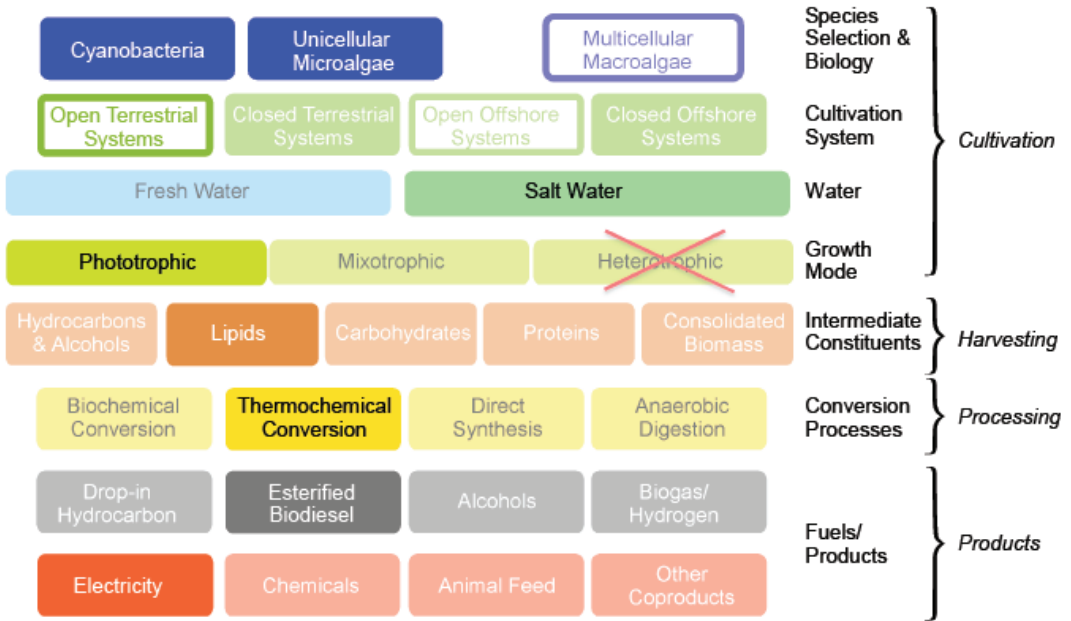 Cyanobacteria
Unicellular
Microalgae
Multicellular
Macroalgae
Species
Selection &
Biology
Open Terrestrial
Systems
Closed Terrestrial
Systems
Open Offshore
Systems
Closed Offshore
Systems
Cultivation
System
Cultivation
Fresh Water
Salt Water
Water
Phototrophic
Mixotrophic
Heterotrophic
Growth
Mode
Hydrocarbons
& Alcohols
Lipids
Carbohydrates
Proteins
Consolidated
Biomass
Intermediate
Constituents
Harvesting
Biochemical
Conversion
Thermochemical
Conversion
Direct
Synthesis
Anaerobic
Digestion
Conversion
Processes
Processing
Drop-in
Hydrocarbon
Esterified
Biodiesel
Alcohols
Biogas/
Hydrogen
Fuels/
Products
Products
Electricity
Chemicals
Animal Feed
Other
Coproducts